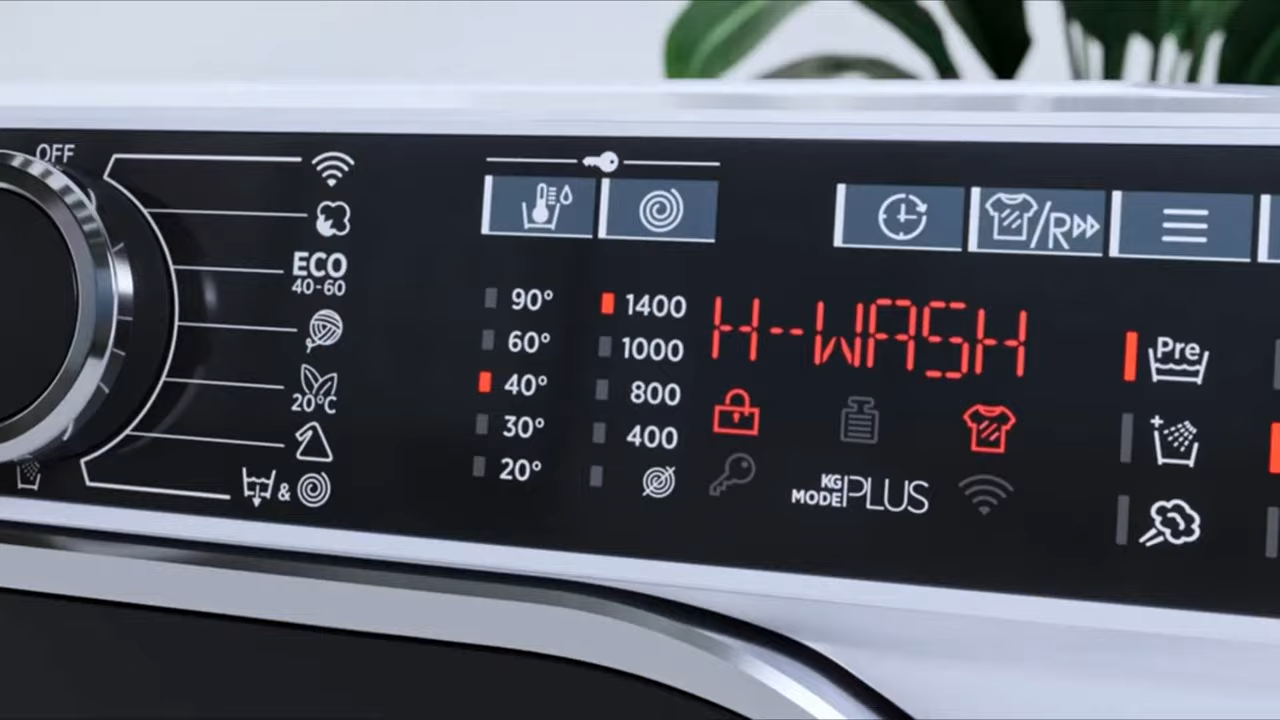 OFF
ECO
40-60
20°C
&
90°
60°
40°
30°
20°
1400
1000
800
400
/R
H-WASH
KG
MODE
PLUS
Pre